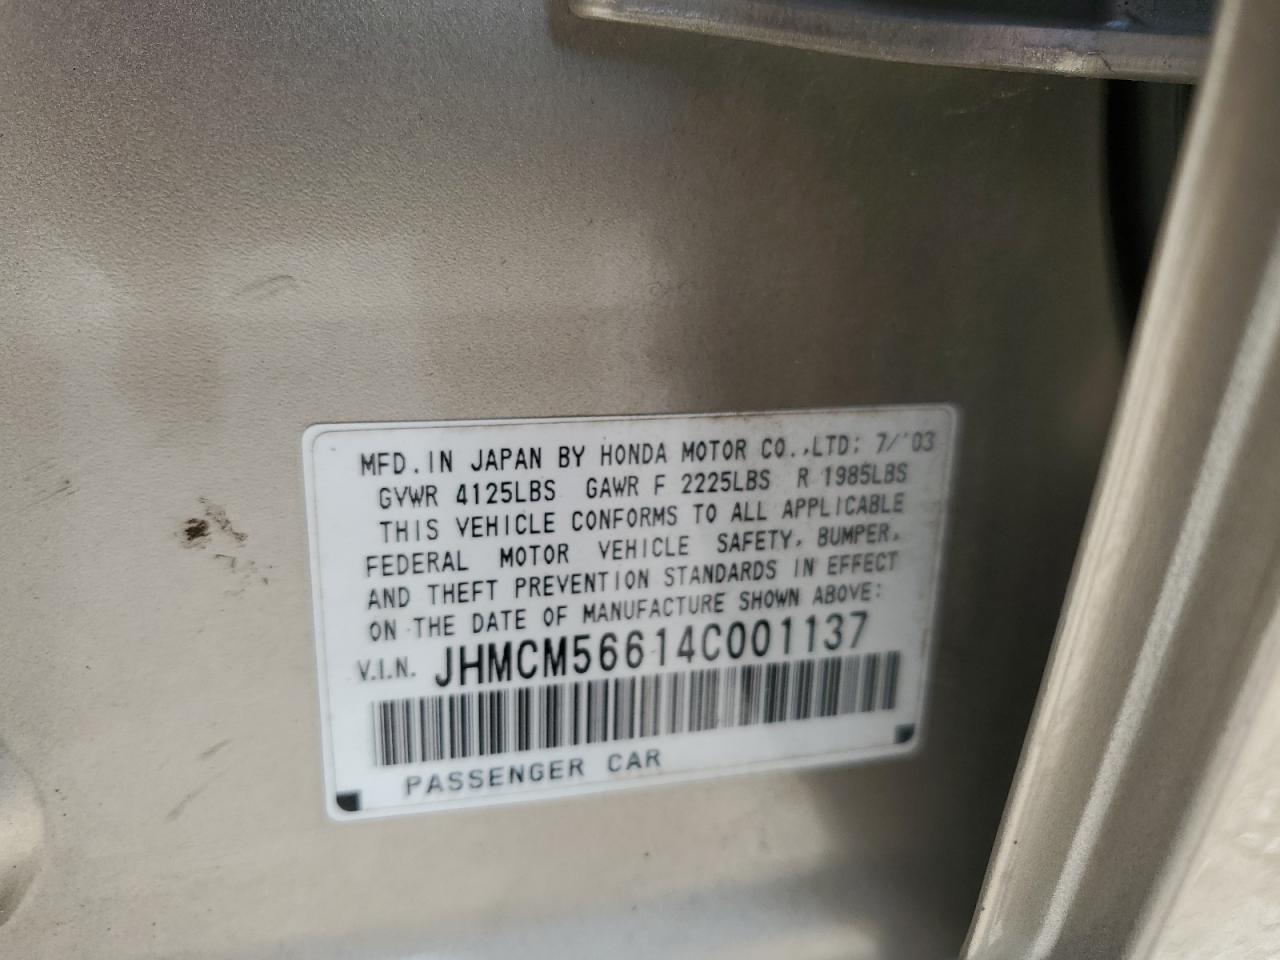 MFD. IN JAPAN BY HONDA MOTOR CO.,LTD: 7/'03
GVWR 4125LBS GAWR F 2225LBS R 1985LBS
THIS VEHICLE CONFORMS TO ALL APPLICABLE
FEDERAL MOTOR VEHICLE SAFETY, BUMPER,
AND THEFT PREVENTION STANDARDS IN EFFECT
ON THE DATE OF MANUFACTURE SHOWN ABOVE:
V.I.N. JHMCM56614C001137
PASSENGER CAR